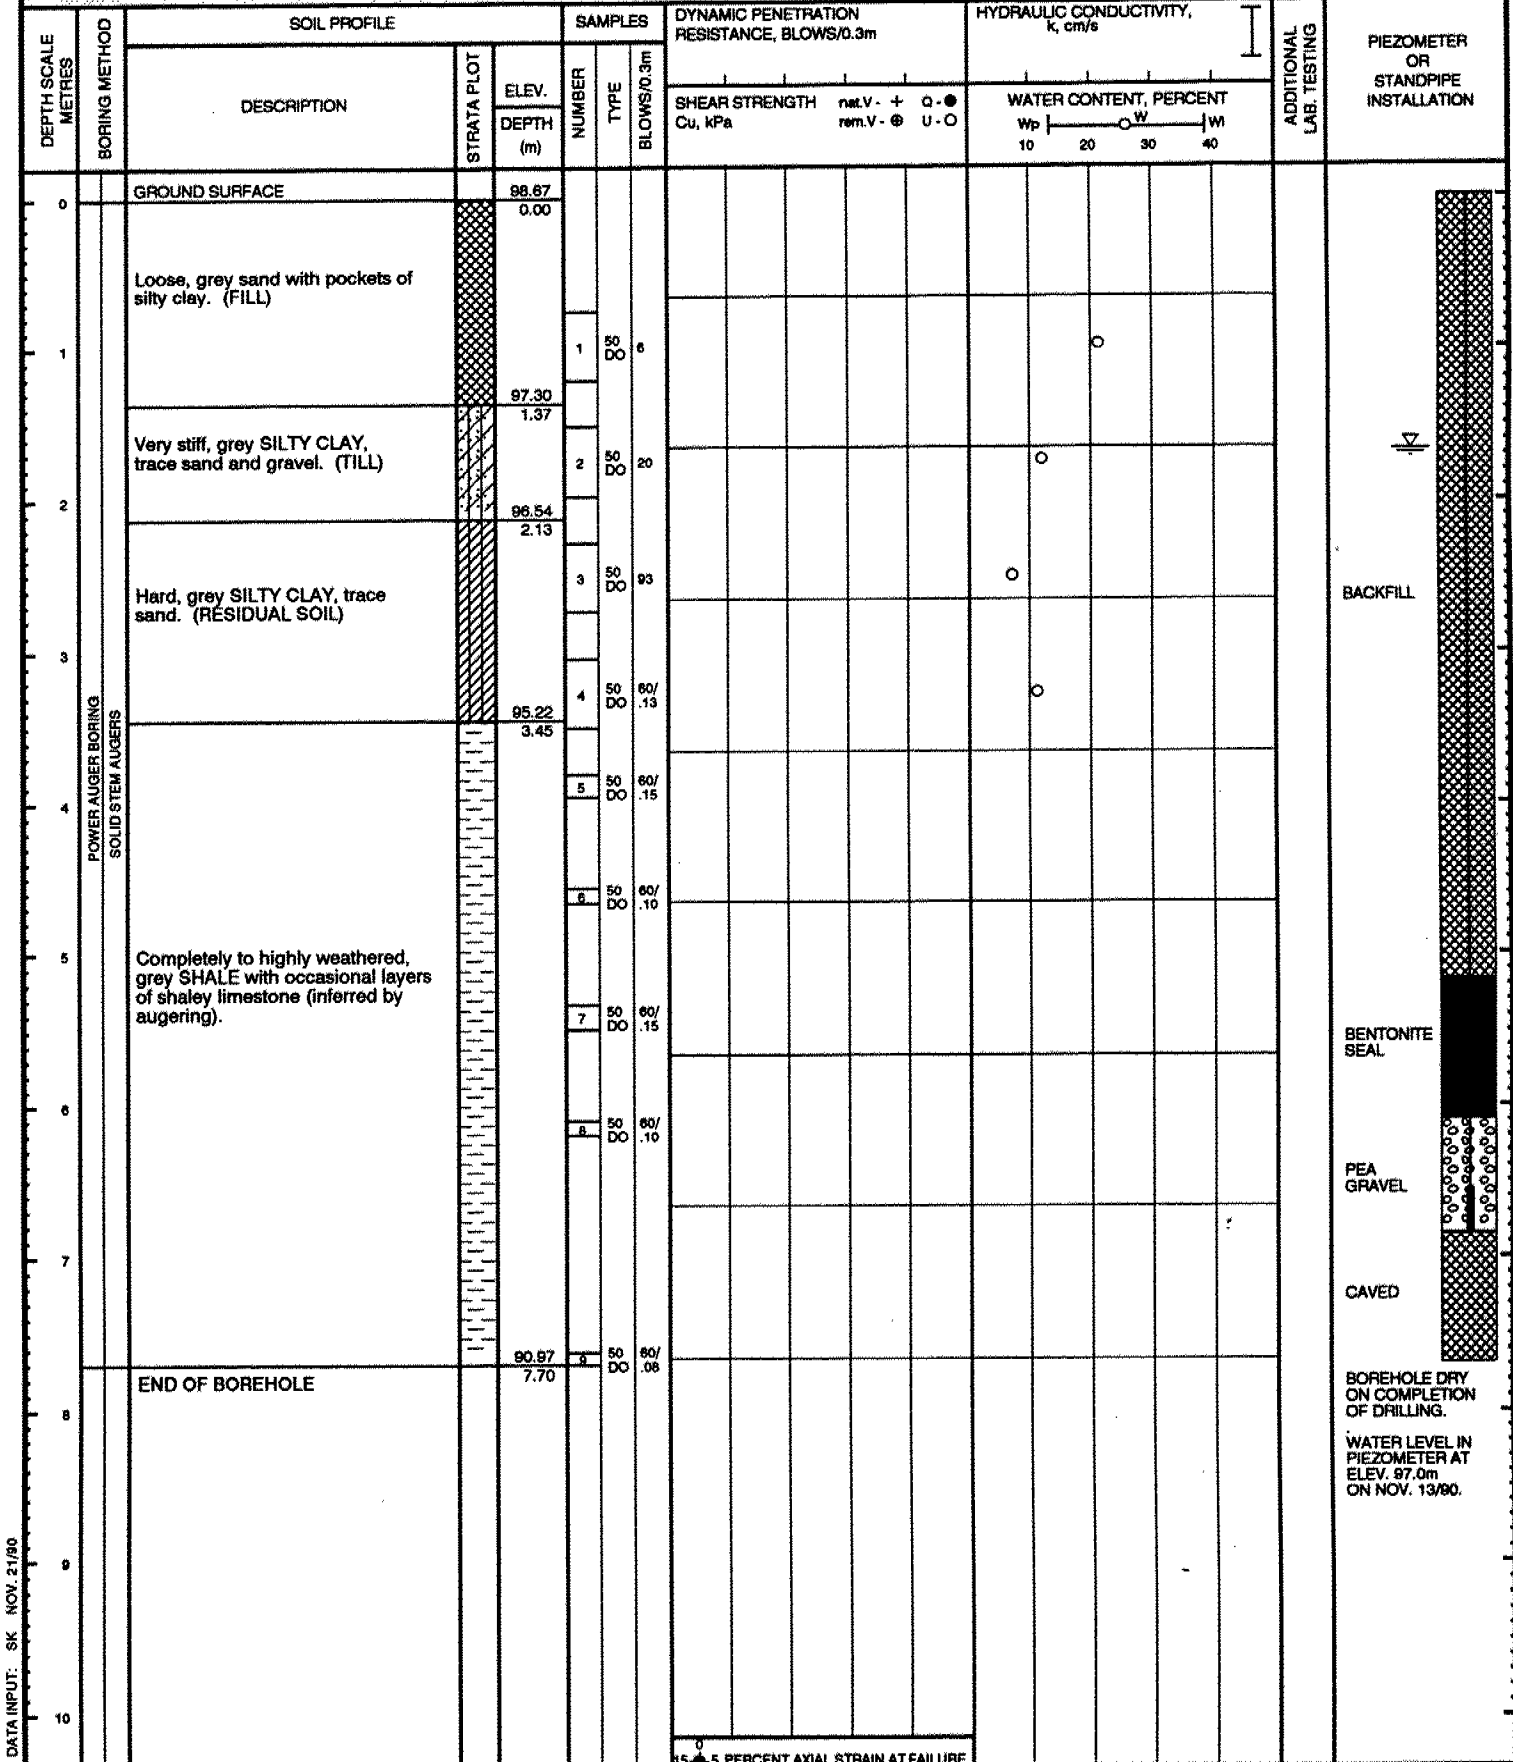 DEPTH SCALE
METRES
BORING METHOD
SOIL PROFILE
DESCRIPTION
STRATA PLOT
ELEV.
DEPTH
(m)
SAMPLES
NUMBER
TYPE
BLOWS/0.3m
DYNAMIC PENETRATION
RESISTANCE, BLOWS/0.3m
SHEAR STRENGTH nat.V - + Q - ●
Cu, kPa rem.V - ⊕ U - O
HYDRAULIC CONDUCTIVITY,
k, cm/s
WATER CONTENT, PERCENT
Wp W Wl
10 20 30 40
ADDITIONAL
LAB. TESTING
PIEZOMETER
OR
STANDPIPE
INSTALLATION
GROUND SURFACE 98.67
0 0.00
Loose, grey sand with pockets of
silty clay. (FILL)
1 1 50 DO 6
97.30
1.37
Very stiff, grey SILTY CLAY,
trace sand and gravel. (TILL)
2 50 DO 20
2 96.54
2.13
3 50 DO 93
Hard, grey SILTY CLAY, trace
sand. (RESIDUAL SOIL)
BACKFILL
3
4 50 DO 60/ .13
95.22
3.45
POWER AUGER BORING
SOLID STEM AUGERS
5 50 DO 60/ .15
4
6 50 DO 60/ .10
5
Completely to highly weathered,
grey SHALE with occasional layers
of shaley limestone (inferred by
augering).
7 50 DO 60/ .15
BENTONITE
SEAL
6
8 50 DO 60/ .10
PEA
GRAVEL
7
CAVED
90.97 9 50 DO 60/ .08
7.70
END OF BOREHOLE
BOREHOLE DRY
ON COMPLETION
OF DRILLING.
WATER LEVEL IN
PIEZOMETER AT
ELEV. 97.0m
ON NOV. 13/90.
8
9
10
DATA INPUT: SK NOV. 21/90
0
15 5 PERCENT AXIAL STRAIN AT FAILURE